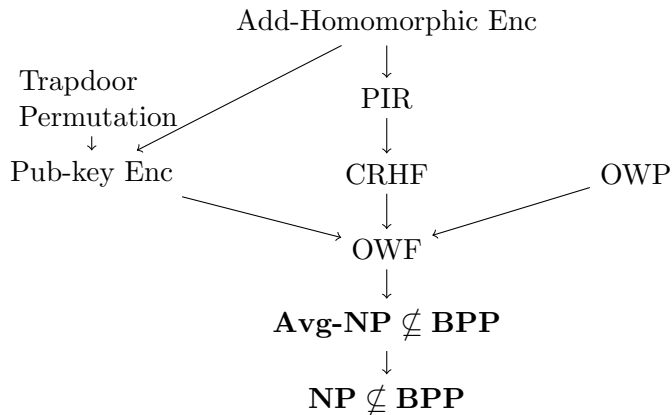 Add-Homomorphic Enc
Trapdoor
Permutation
PIR
Pub-key Enc
CRHF
OWP
OWF
Avg-NP ⊈ BPP
NP ⊈ BPP